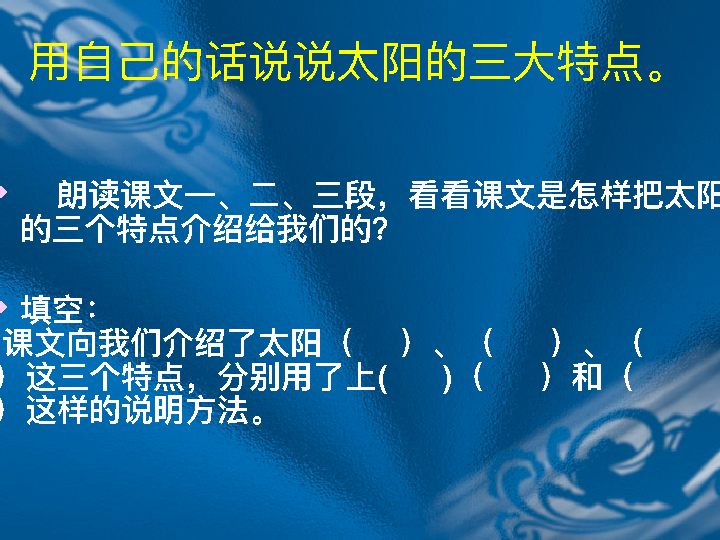 用自己的话说说太阳的三大特点。
朗读课文一、二、三段，看看课文是怎样把太阳
的三个特点介绍给我们的？
填空：
课文向我们介绍了太阳（　）、（　）、（
）这三个特点，分别用了上(　)（　）和（
）这样的说明方法。